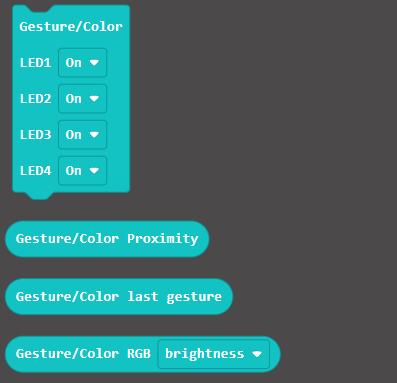 Gesture/Color
LED1 On
LED2 On
LED3 On
LED4 On
Gesture/Color Proximity
Gesture/Color last gesture
Gesture/Color RGB brightness